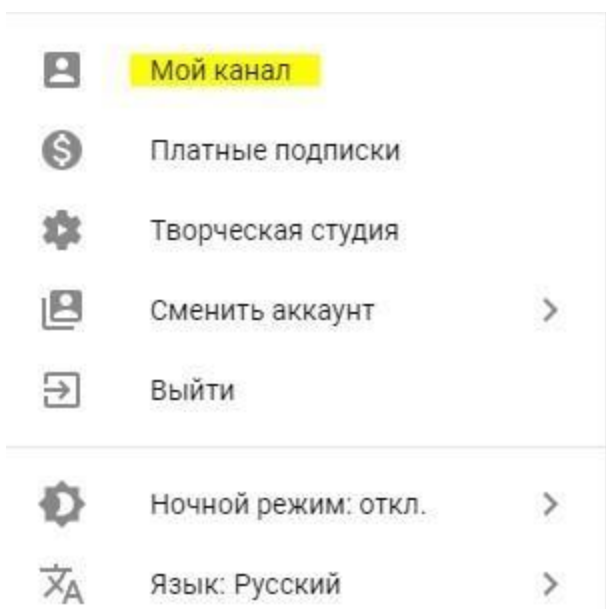 Мой канал
Платные подписки
Творческая студия
Сменить аккаунт
Выйти
Ночной режим: откл.
Язык: Русский